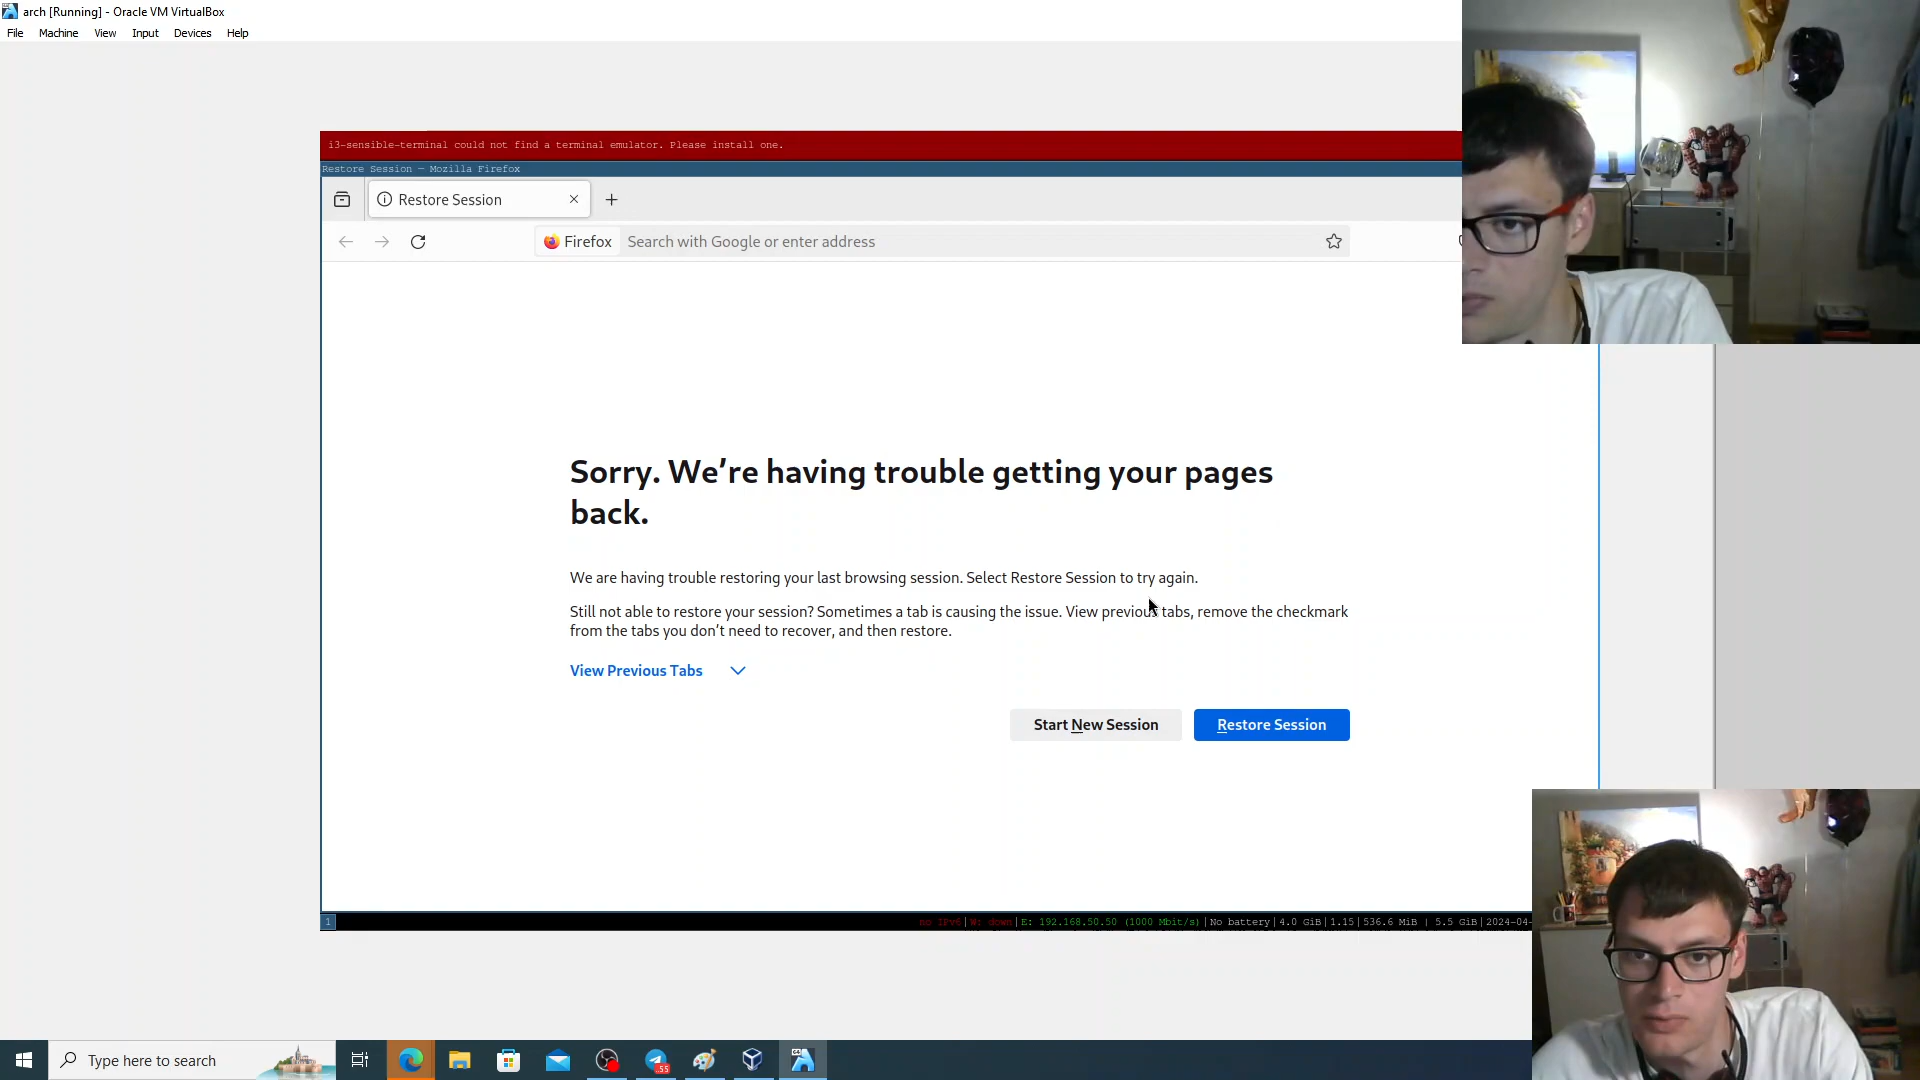 arch [Running] - Oracle VM VirtualBox
File Machine View Input Devices Help
i3-sensible-terminal could not find a terminal emulator. Please install one.
Restore Session — Mozilla Firefox
Restore Session
Firefox Search with Google or enter address
Sorry. We’re having trouble getting your pages
back.
We are having trouble restoring your last browsing session. Select Restore Session to try again.
Still not able to restore your session? Sometimes a tab is causing the issue. View previous tabs, remove the checkmark
from the tabs you don’t need to recover, and then restore.
View Previous Tabs
Start New Session Restore Session
1 no IPv6|W: down|E: 192.168.50.50 (1000 Mbit/s)|No battery|4.0 GiB|1.15|536.6 MiB | 5.5 GiB|2024-04-
Type here to search 55